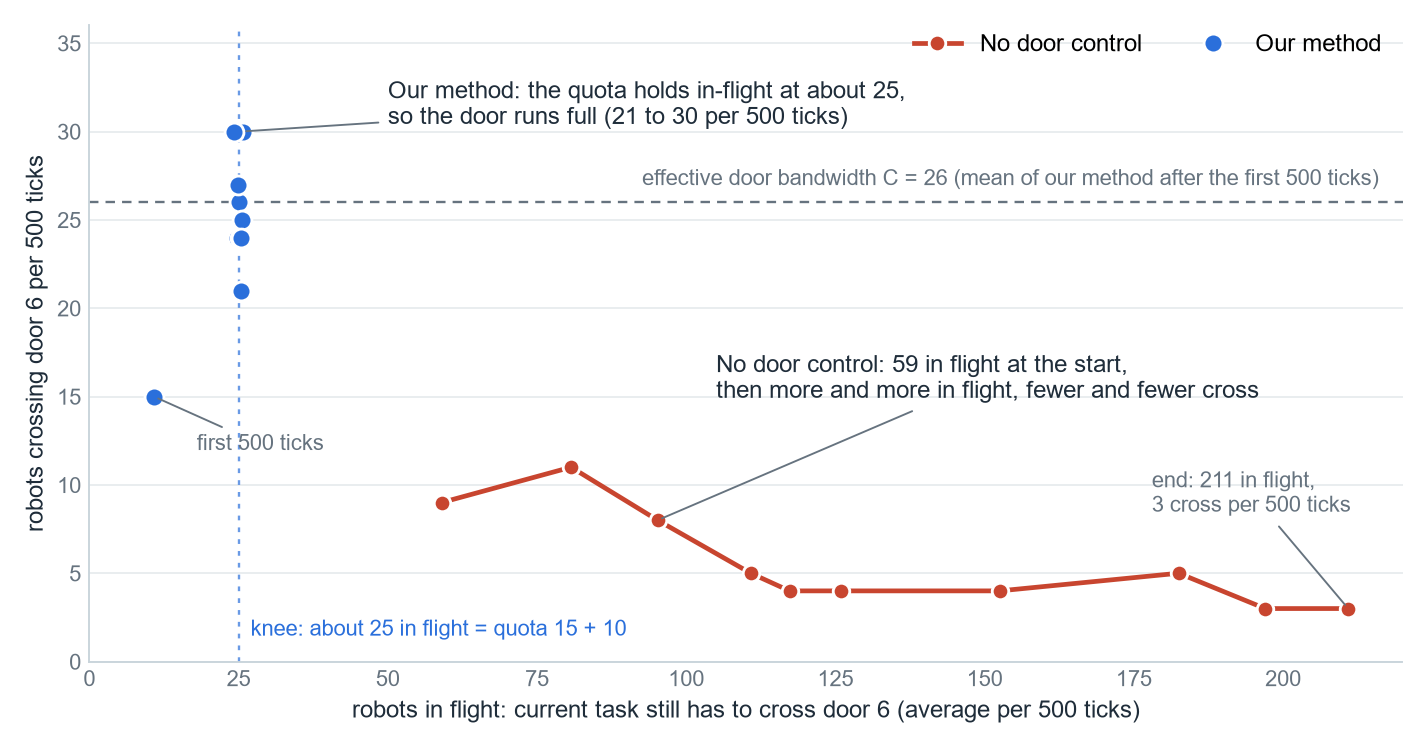 No door control
Our method
Our method: the quota holds in-flight at about 25,
so the door runs full (21 to 30 per 500 ticks)
effective door bandwidth C = 26 (mean of our method after the first 500 ticks)
No door control: 59 in flight at the start,
then more and more in flight, fewer and fewer cross
first 500 ticks
end: 211 in flight,
3 cross per 500 ticks
knee: about 25 in flight = quota 15 + 10
robots crossing door 6 per 500 ticks
35
30
25
20
15
10
5
0
0
25
50
75
100
125
150
175
200
robots in flight: current task still has to cross door 6 (average per 500 ticks)